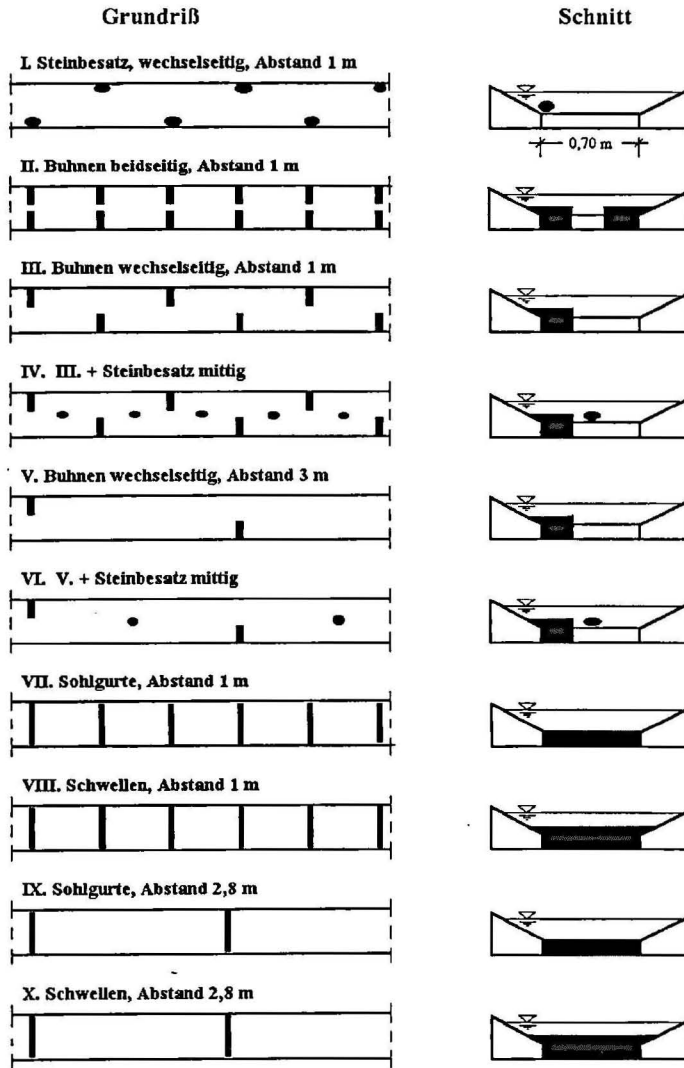 Grundriß
Schnitt
I. Steinbesatz, wechselseitig, Abstand 1 m
0,70 m
II. Buhnen beidseitig, Abstand 1 m
III. Buhnen wechselseitig, Abstand 1 m
IV. III. + Steinbesatz mittig
V. Buhnen wechselseitig, Abstand 3 m
VI. V. + Steinbesatz mittig
VII. Sohlgurte, Abstand 1 m
VIII. Schwellen, Abstand 1 m
IX. Sohlgurte, Abstand 2,8 m
X. Schwellen, Abstand 2,8 m